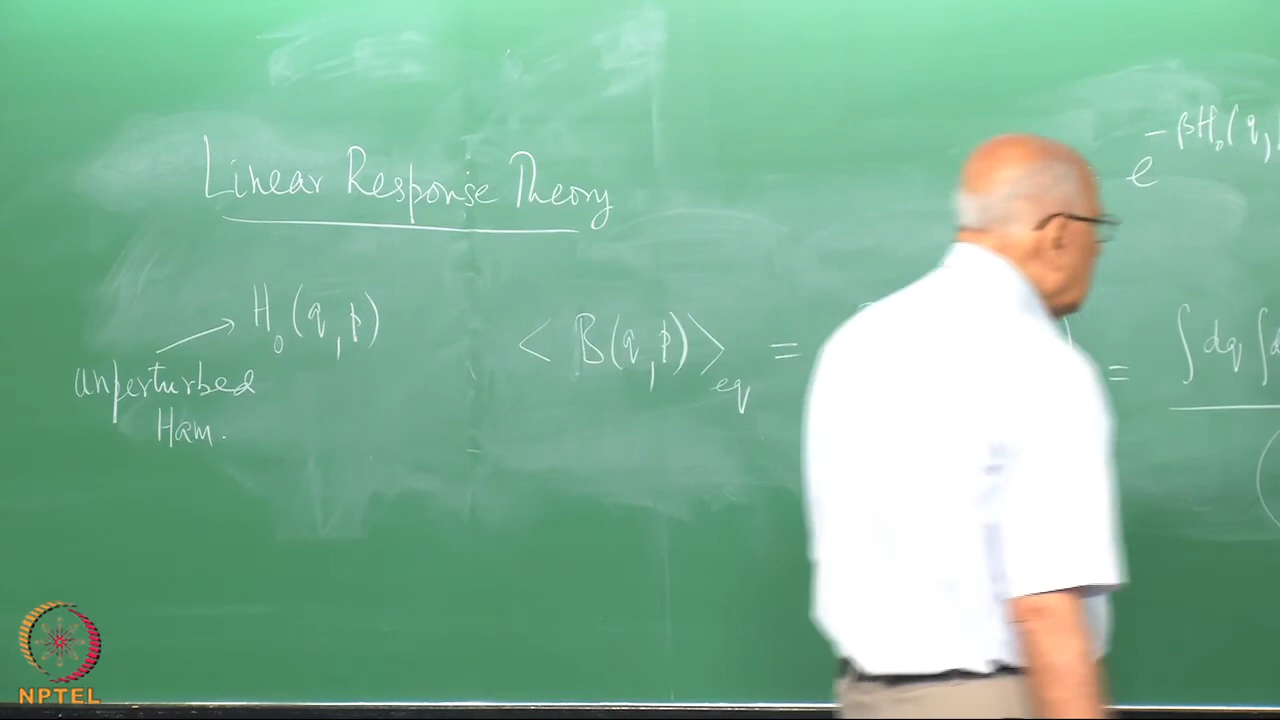 Linear Response Theory
e^{-βH₀(q,
H₀(q,p)
⟨B(q,p)⟩_{eq} =
= ∫dq ∫
unperturbed
Ham.
NPTEL